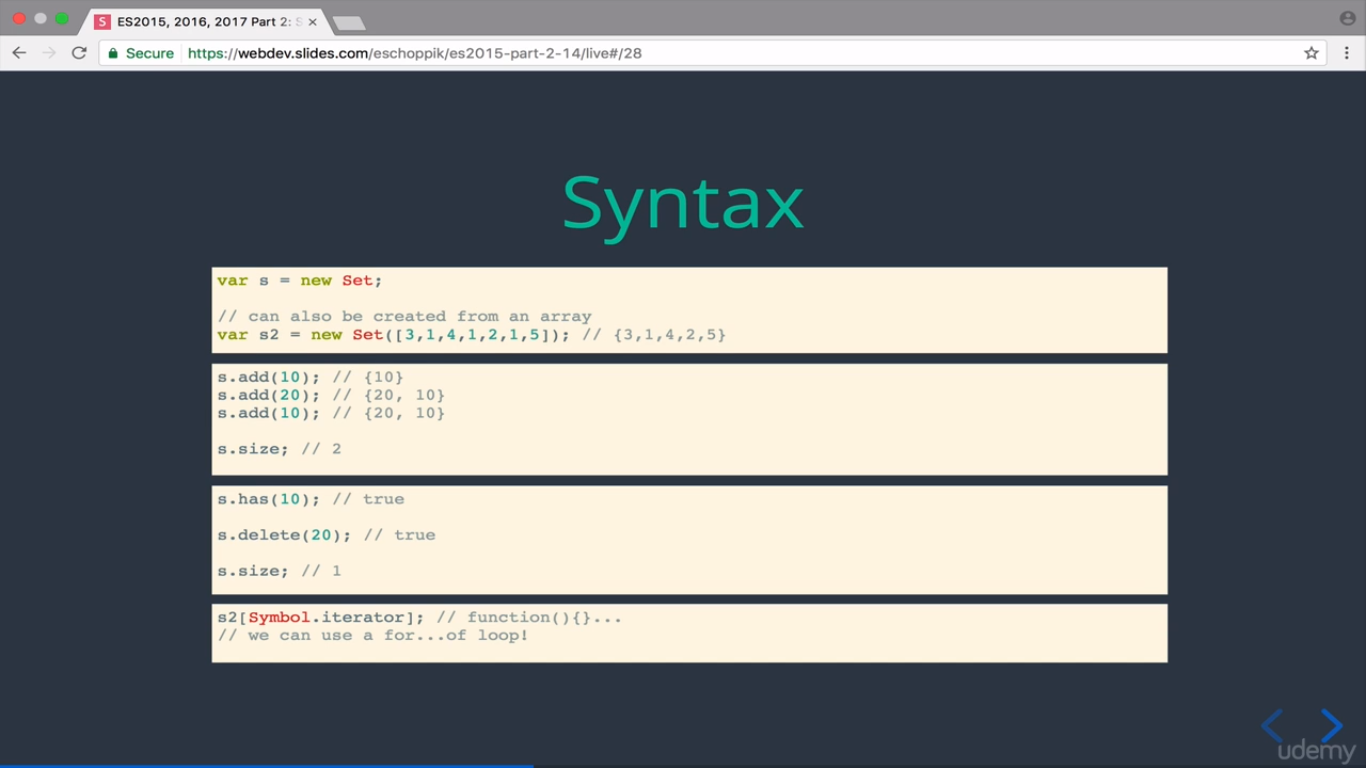 ES2015, 2016, 2017 Part 2: S
Secure https://webdev.slides.com/eschoppik/es2015-part-2-14/live#/28
Syntax
var s = new Set;
// can also be created from an array
var s2 = new Set([3,1,4,1,2,1,5]); // {3,1,4,2,5}
s.add(10); // {10}
s.add(20); // {20, 10}
s.add(10); // {20, 10}
s.size; // 2
s.has(10); // true
s.delete(20); // true
s.size; // 1
s2[Symbol.iterator]; // function(){}...
// we can use a for...of loop!
udemy